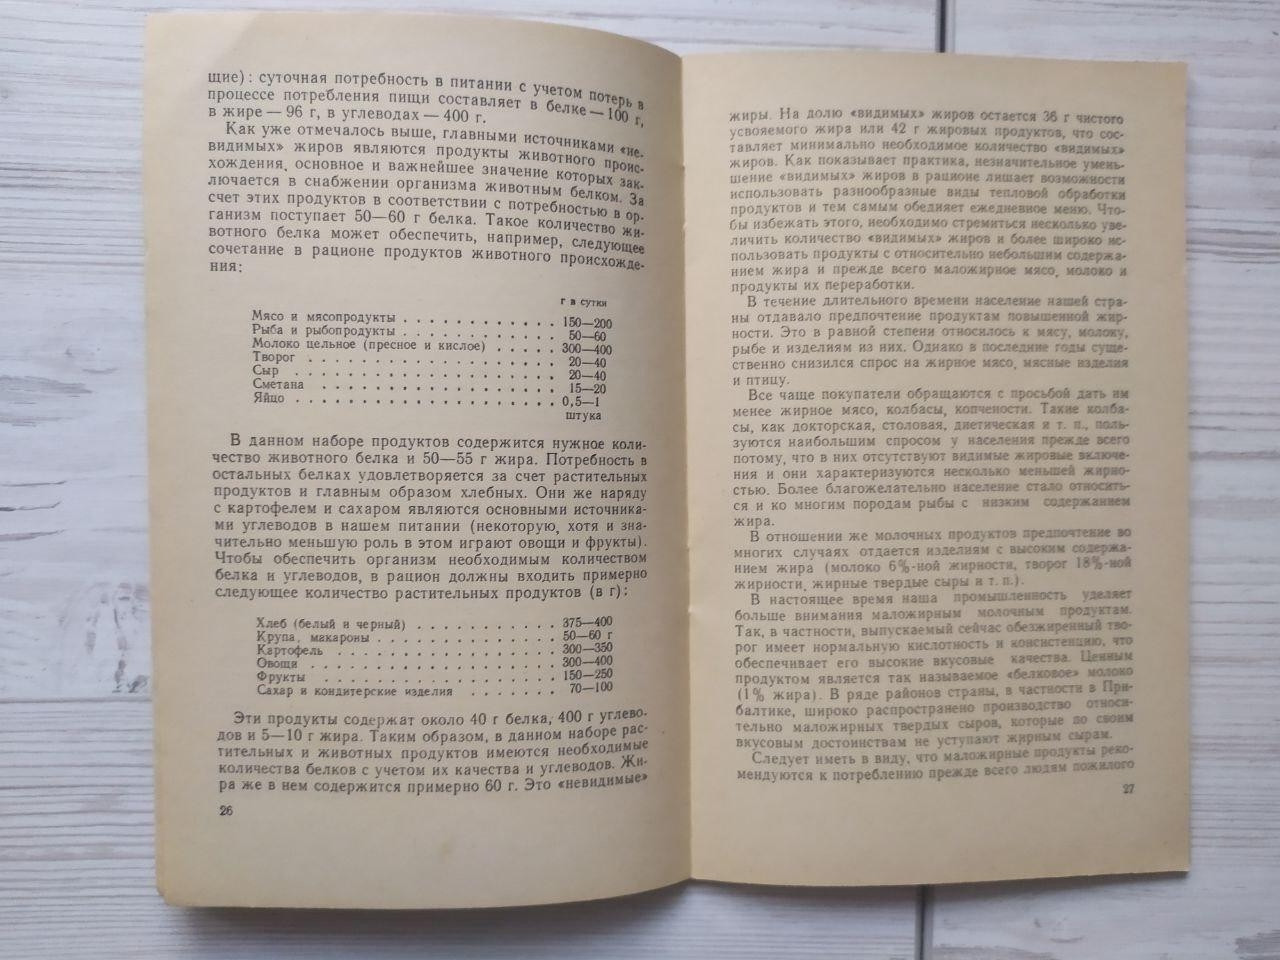 щие): суточная потребность в питании с учетом потерь в
процессе потребления пищи составляет в белке — 100 г,
в жире — 96 г, в углеводах — 400 г.
Как уже отмечалось выше, главными источниками «не-
видимых» жиров являются продукты животного проис-
хождения, основное и важнейшее значение которых зак-
лючается в снабжении организма животным белком. За
счет этих продуктов в соответствии с потребностью в ор-
ганизм поступает 50—60 г белка. Такое количество жи-
вотного белка может обеспечить, например, следующее
сочетание в рационе продуктов животного происхожде-
ния:
г в сутки
Мясо и мясопродукты . . . . . . . . . . . . 150—200
Рыба и рыбопродукты . . . . . . . . . . . . 50—60
Молоко цельное (пресное и кислое) . . . . . 300—400
Творог . . . . . . . . . . . . . . . . . . . 20—40
Сыр . . . . . . . . . . . . . . . . . . . . 20—40
Сметана . . . . . . . . . . . . . . . . . . 15—20
Яйцо . . . . . . . . . . . . . . . . . . . . 0,5—1
штука
В данном наборе продуктов содержится нужное коли-
чество животного белка и 50—55 г жира. Потребность в
остальных белках удовлетворяется за счет растительных
продуктов и главным образом хлебных. Они же наряду
с картофелем и сахаром являются основными источника-
ми углеводов в нашем питании (некоторую, хотя и зна-
чительно меньшую роль в этом играют овощи и фрукты).
Чтобы обеспечить организм необходимым количеством
белка и углеводов, в рацион должны входить примерно
следующее количество растительных продуктов (в г):
Хлеб (белый и черный) . . . . . . . . . . . 375—400
Крупа, макароны . . . . . . . . . . . . . . 50—60 г
Картофель . . . . . . . . . . . . . . . . . 300—350
Овощи . . . . . . . . . . . . . . . . . . . 300—400
Фрукты . . . . . . . . . . . . . . . . . . . 150—250
Сахар и кондитерские изделия . . . . . . . 70—100
Эти продукты содержат около 40 г белка, 400 г углево-
дов и 5—10 г жира. Таким образом, в данном наборе рас-
тительных и животных продуктов имеются необходимые
количества белков с учетом их качества и углеводов. Жи-
ра же в нем содержится примерно 60 г. Это «невидимые»
26
жиры. На долю «видимых» жиров остается 36 г чистого
усвояемого жира или 42 г жировых продуктов, что сос-
тавляет минимально необходимое количество «видимых»
жиров. Как показывает практика, незначительное умень-
шение «видимых» жиров в рационе лишает возможности
использовать разнообразные виды тепловой обработки
продуктов и тем самым обедняет ежедневное меню. Что-
бы избежать этого, необходимо стремиться несколько уве-
личить количество «видимых» жиров и более широко ис-
пользовать продукты с относительно небольшим содержа-
нием жира и прежде всего маложирное мясо, молоко и
продукты их переработки.
В течение длительного времени население нашей стра-
ны отдавало предпочтение продуктам повышенной жир-
ности. Это в равной степени относилось к мясу, молоку,
рыбе и изделиям из них. Однако в последние годы суще-
ственно снизился спрос на жирное мясо, мясные изделия
и птицу.
Все чаще покупатели обращаются с просьбой дать им
менее жирное мясо, колбасы, копчености. Такие колба-
сы, как докторская, столовая, диетическая и т. п., поль-
зуются наибольшим спросом у населения прежде всего
потому, что в них отсутствуют видимые жировые включе-
ния и они характеризуются несколько меньшей жирно-
стью. Более благожелательно население стало относить-
ся и ко многим породам рыбы с низким содержанием
жира.
В отношении же молочных продуктов предпочтение во
многих случаях отдается изделиям с высоким содержа-
нием жира (молоко 6%-ной жирности, творог 18%-ной
жирности, жирные твердые сыры и т. п.).
В настоящее время наша промышленность уделяет
больше внимания маложирным молочным продуктам.
Так, в частности, выпускаемый сейчас обезжиренный тво-
рог имеет нормальную кислотность и консистенцию, что
обеспечивает его высокие вкусовые качества. Ценным
продуктом является так называемое «белковое» молоко
(1% жира). В ряде районов страны, в частности в При-
балтике, широко распространено производство относи-
тельно маложирных твердых сыров, которые по своим
вкусовым достоинствам не уступают жирным сырам.
Следует иметь в виду, что маложирные продукты реко-
мендуются к потреблению прежде всего людям пожилого
27